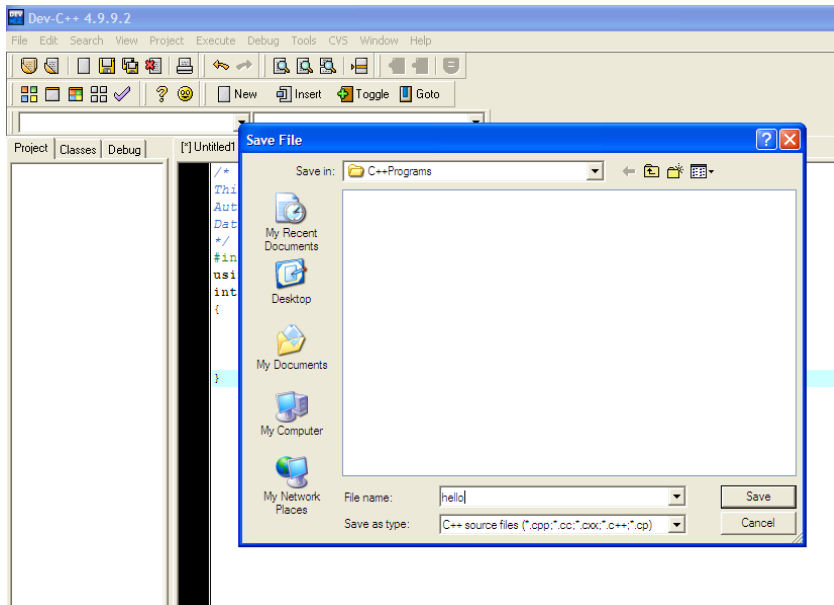 Dev-C++ 4.9.9.2
File Edit Search View Project Execute Debug Tools CVS Window Help
New Insert Toggle Goto
Project Classes Debug [*] Untitled1
Save File
Save in: C++Programs
/*
Thi
Aut
Dat
*/
#in
usi
int
{
}
My Recent
Documents
Desktop
My Documents
My Computer
My Network
Places
File name: hello Save
Save as type: C++ source files (*.cpp;*.cc;*.cxx;*.c++;*.cp) Cancel